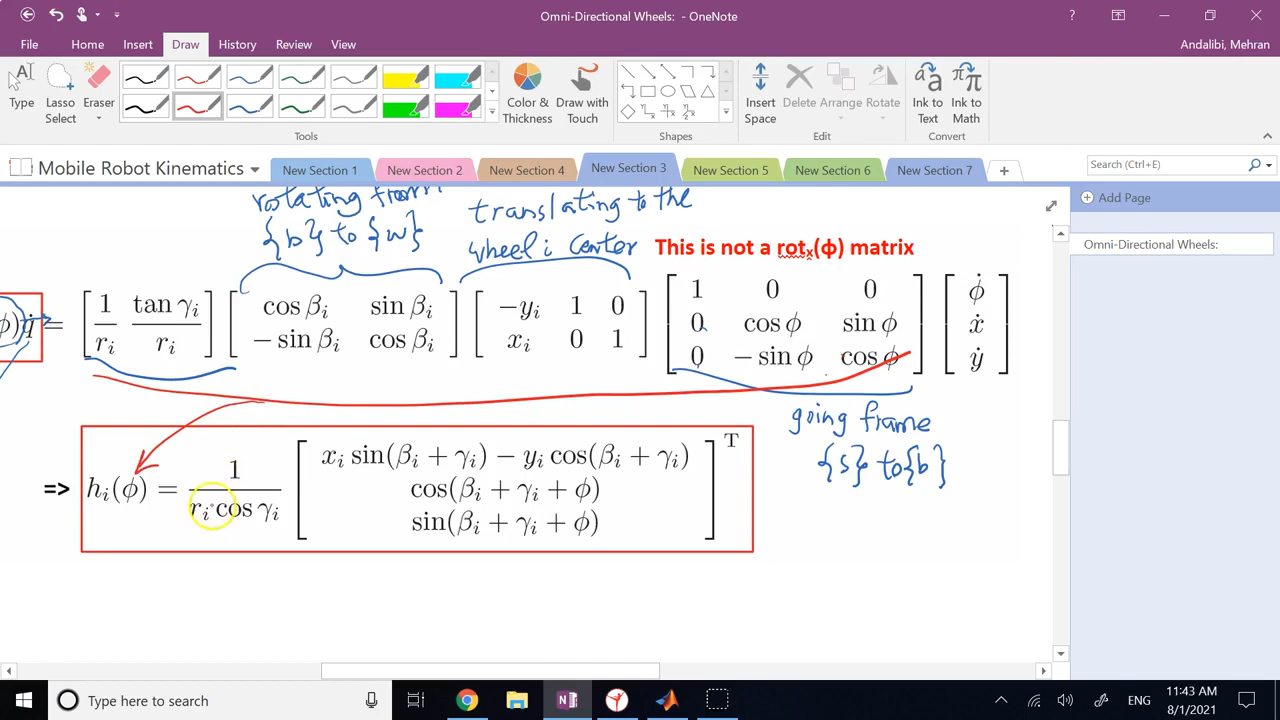 Omni-Directional Wheels: - OneNote
?
File Home Insert Draw History Review View
Andalibi, Mehran
Type
Lasso Select
Eraser
Color & Thickness
Draw with Touch
Insert Space
Delete
Arrange
Rotate
Ink to Text
Ink to Math
Tools
Shapes
Edit
Convert
Mobile Robot Kinematics
New Section 1
New Section 2
New Section 4
New Section 3
New Section 5
New Section 6
New Section 7
Search (Ctrl+E)
Add Page
Omni-Directional Wheels:
rotating frame
{b} to {w}
translating to the
wheel i center
This is not a rotₓ(ϕ) matrix
ϕ)q̇ = [1/rᵢ tan γᵢ/rᵢ] [cos βᵢ sin βᵢ; − sin βᵢ cos βᵢ] [−yᵢ 1 0; xᵢ 0 1] [1 0 0; 0 cos ϕ sin ϕ; 0 − sin ϕ cos ϕ] [ϕ̇; ẋ; ẏ]
going frame
{s} to {b}
=> hᵢ(ϕ) = 1/(rᵢ cos γᵢ) [xᵢ sin(βᵢ + γᵢ) − yᵢ cos(βᵢ + γᵢ); cos(βᵢ + γᵢ + ϕ); sin(βᵢ + γᵢ + ϕ)]ᵀ
Type here to search
ENG
11:43 AM
8/1/2021